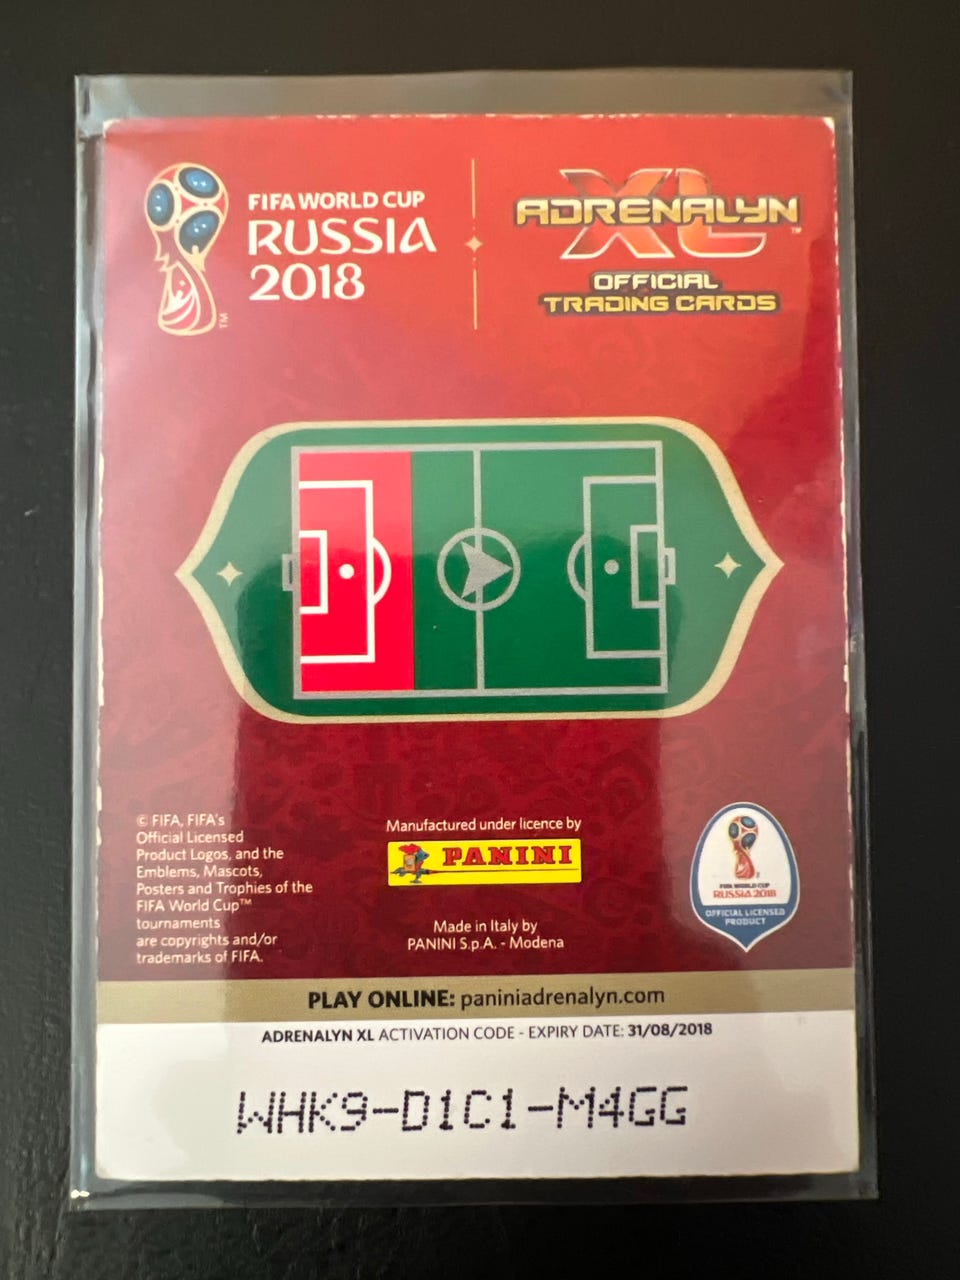 FIFA WORLD CUP
RUSSIA
2018
TM
XL
ADRENALYN
TM
OFFICIAL
TRADING CARDS
© FIFA, FIFA's
Official Licensed
Product Logos, and the
Emblems, Mascots,
Posters and Trophies of the
FIFA World Cup™
tournaments
are copyrights and/or
trademarks of FIFA.
Manufactured under licence by
PANINI
Made in Italy by
PANINI S.p.A. - Modena
FIFA WORLD CUP
RUSSIA 2018
OFFICIAL LICENSED
PRODUCT
PLAY ONLINE: paniniadrenalyn.com
ADRENALYN XL ACTIVATION CODE - EXPIRY DATE: 31/08/2018
WHK9-D1C1-M4GG